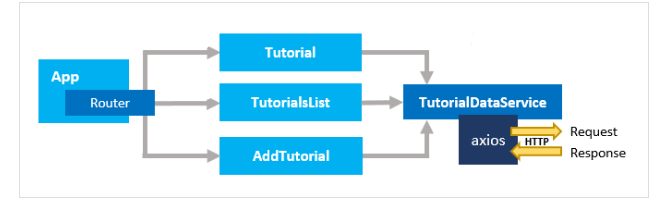 Tutorial
App
Router
TutorialsList
TutorialDataService
axios
HTTP
Request
Response
AddTutorial